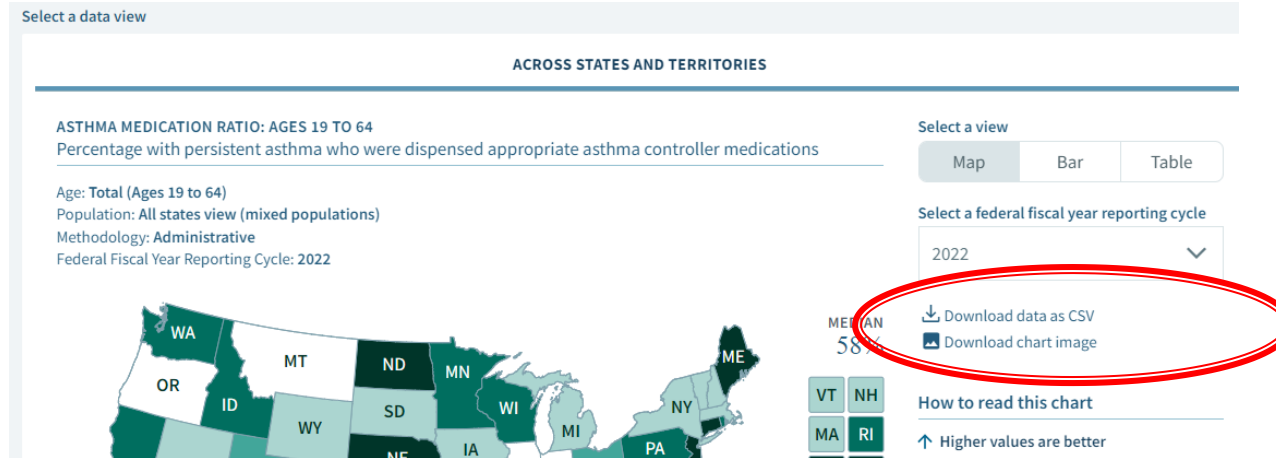 Select a data view
ACROSS STATES AND TERRITORIES
ASTHMA MEDICATION RATIO: AGES 19 TO 64
Percentage with persistent asthma who were dispensed appropriate asthma controller medications
Age: Total (Ages 19 to 64)
Population: All states view (mixed populations)
Methodology: Administrative
Federal Fiscal Year Reporting Cycle: 2022
Select a view
Map Bar Table
Select a federal fiscal year reporting cycle
2022
Download data as CSV
Download chart image
MEDIAN
58%
How to read this chart
Higher values are better
WA
MT
ND
MN
ME
OR
ID
SD
WI
NY
WY
MI
NE
IA
PA
VT NH
MA RI